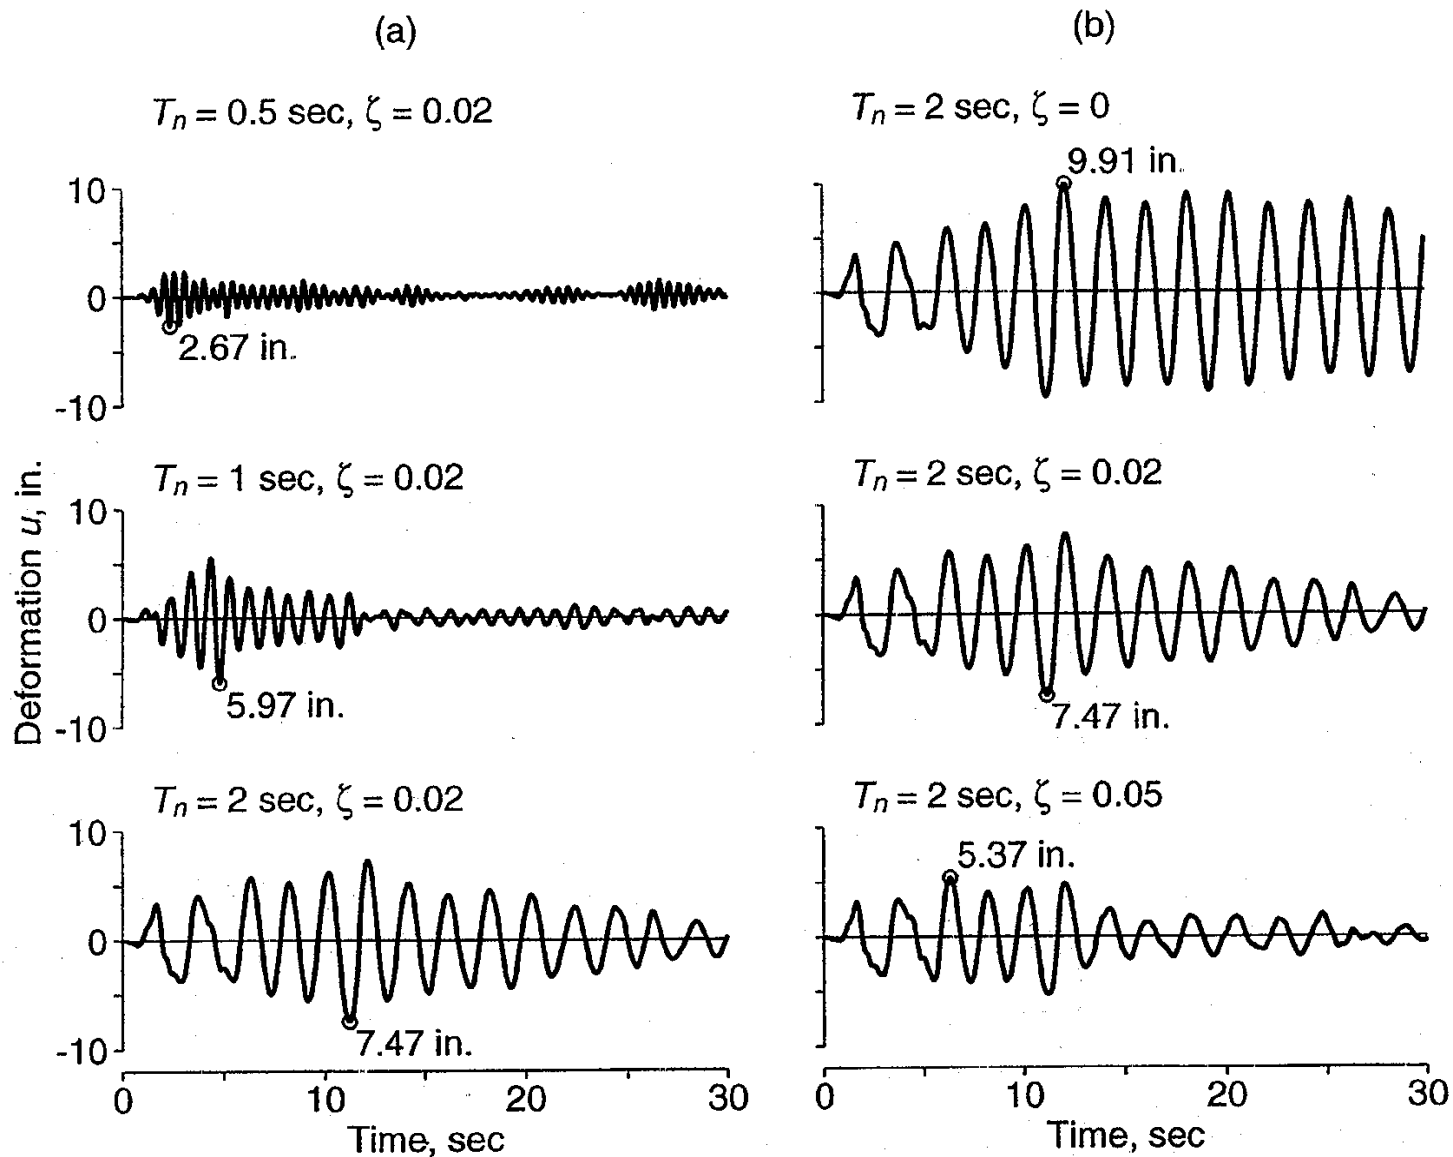 (a)
Tn = 0.5 sec, ζ = 0.02
10
0
-10
2.67 in.
Tn = 1 sec, ζ = 0.02
10
0
-10
5.97 in.
Deformation u, in.
Tn = 2 sec, ζ = 0.02
10
0
-10
7.47 in.
0 10 20 30
Time, sec
(b)
Tn = 2 sec, ζ = 0
9.91 in.
Tn = 2 sec, ζ = 0.02
7.47 in.
Tn = 2 sec, ζ = 0.05
5.37 in.
0 10 20 30
Time, sec